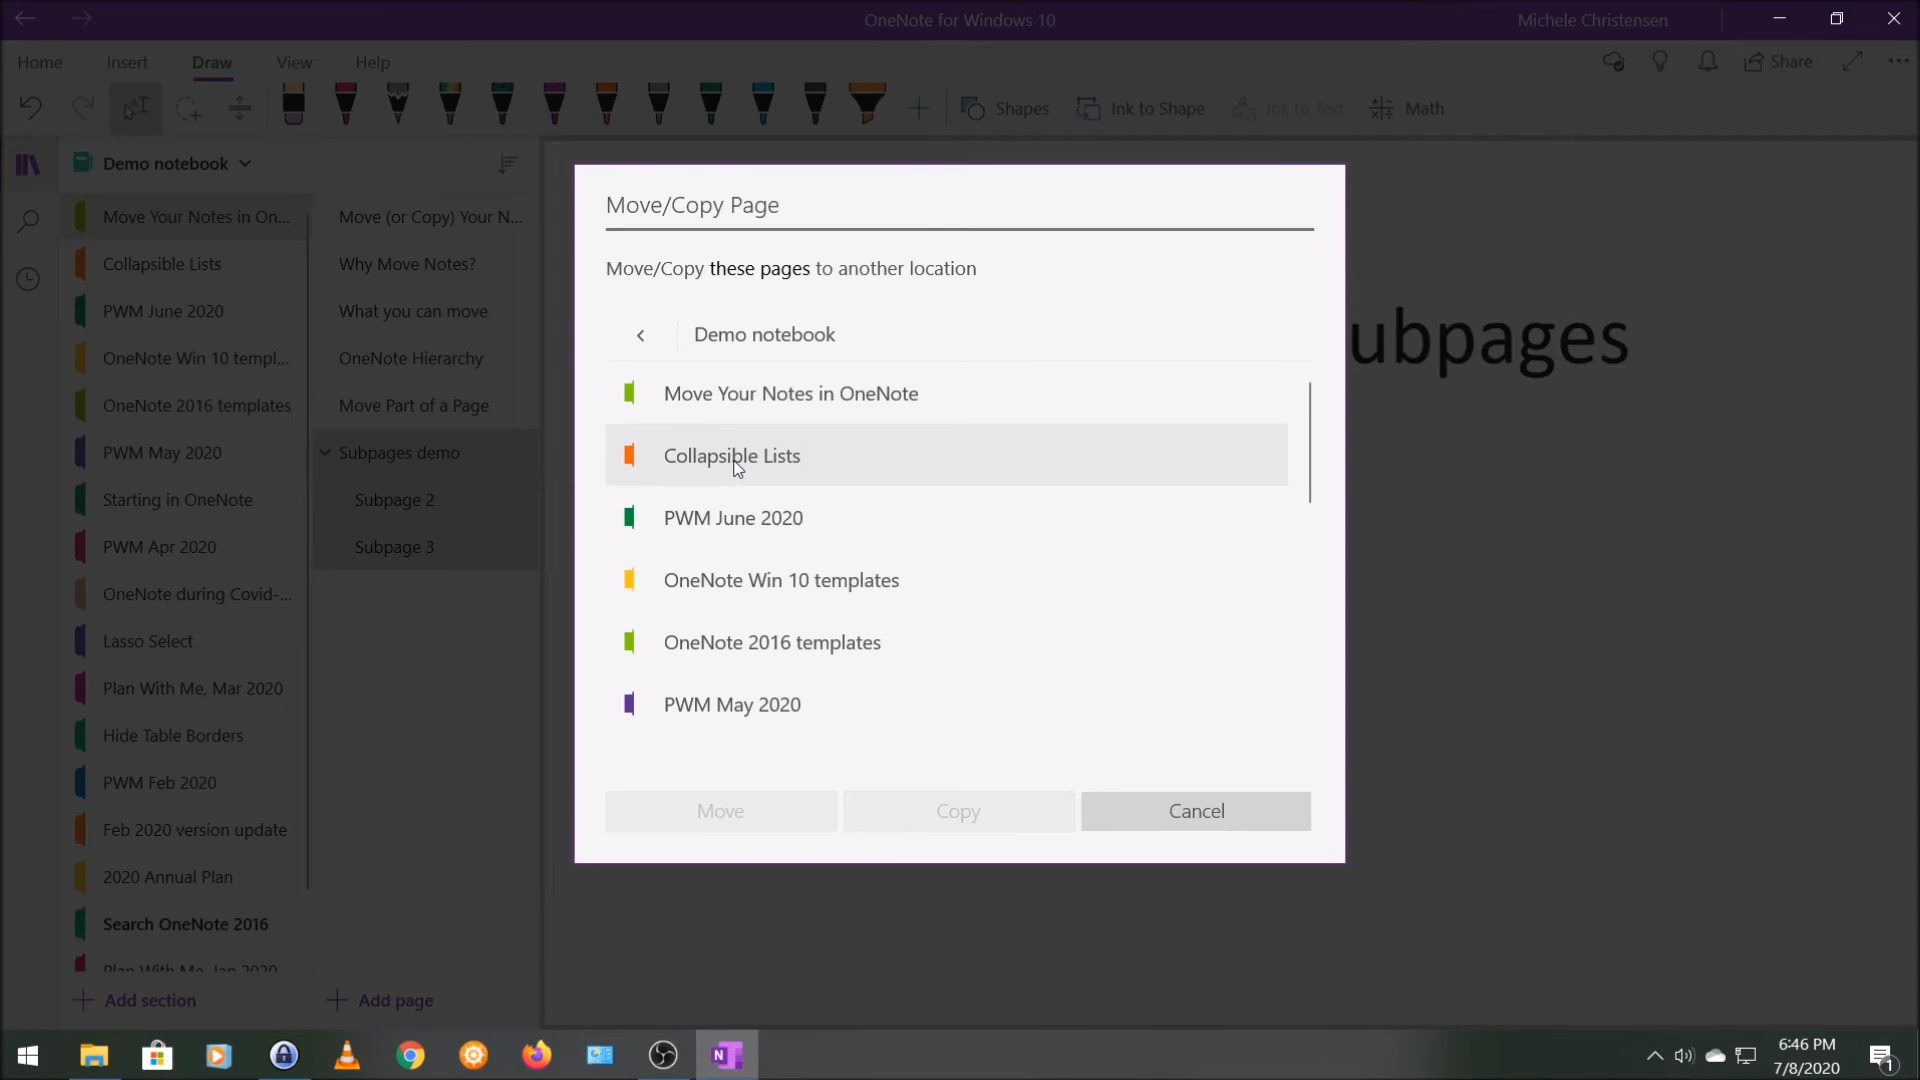 OneNote for Windows 10
Michele Christensen
Home
Insert
Draw
View
Help
Share
Shapes
Ink to Shape
Ink to Text
Math
Demo notebook
Move Your Notes in On...
Collapsible Lists
PWM June 2020
OneNote Win 10 templ...
OneNote 2016 templates
PWM May 2020
Starting in OneNote
PWM Apr 2020
OneNote during Covid-...
Lasso Select
Plan With Me, Mar 2020
Hide Table Borders
PWM Feb 2020
Feb 2020 version update
2020 Annual Plan
Search OneNote 2016
Plan With Me, Jan 2020
Add section
Move (or Copy) Your N...
Why Move Notes?
What you can move
OneNote Hierarchy
Move Part of a Page
Subpages demo
Subpage 2
Subpage 3
Add page
ubpages
Move/Copy Page
Move/Copy these pages to another location
Demo notebook
Move Your Notes in OneNote
Collapsible Lists
PWM June 2020
OneNote Win 10 templates
OneNote 2016 templates
PWM May 2020
Move
Copy
Cancel
6:46 PM
7/8/2020
1